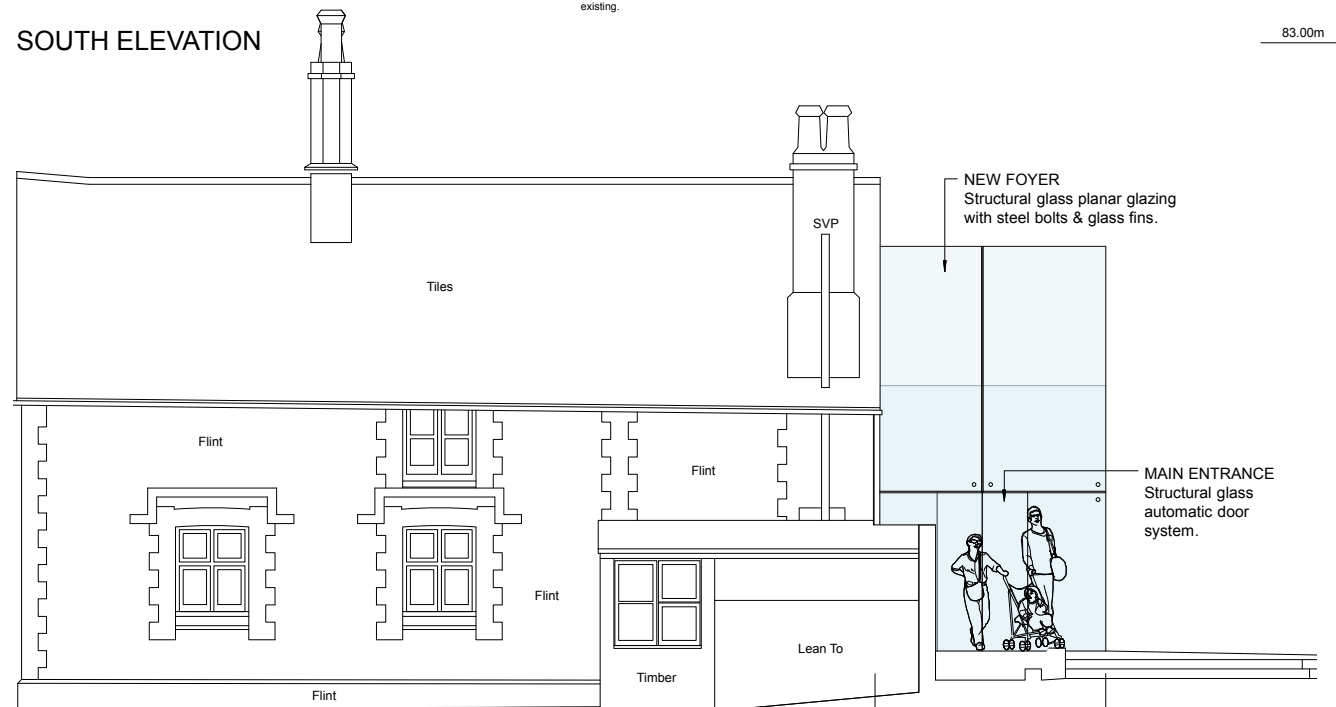 existing.
SOUTH ELEVATION
83.00m
NEW FOYER
Structural glass planar glazing
with steel bolts & glass fins.
SVP
Tiles
Flint
Flint
MAIN ENTRANCE
Structural glass
automatic door
system.
Flint
Lean To
Timber
Flint